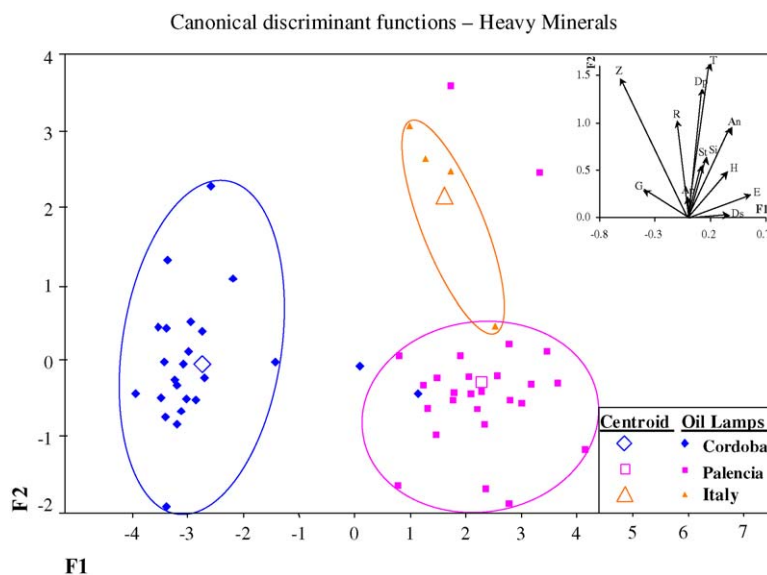 Canonical discriminant functions – Heavy Minerals
4
3
2
1
0
-1
-2
F2
-4 -3 -2 -1 0 1 2 3 4 5 6 7
F1
F2
1.5
1.0
0.5
0.0
-0.8 -0.3 0.2
F1
Z
T
Dp
R
An
St
Si
H
G
E
Ds
Centroid Oil Lamps
Cordoba
Palencia
Italy